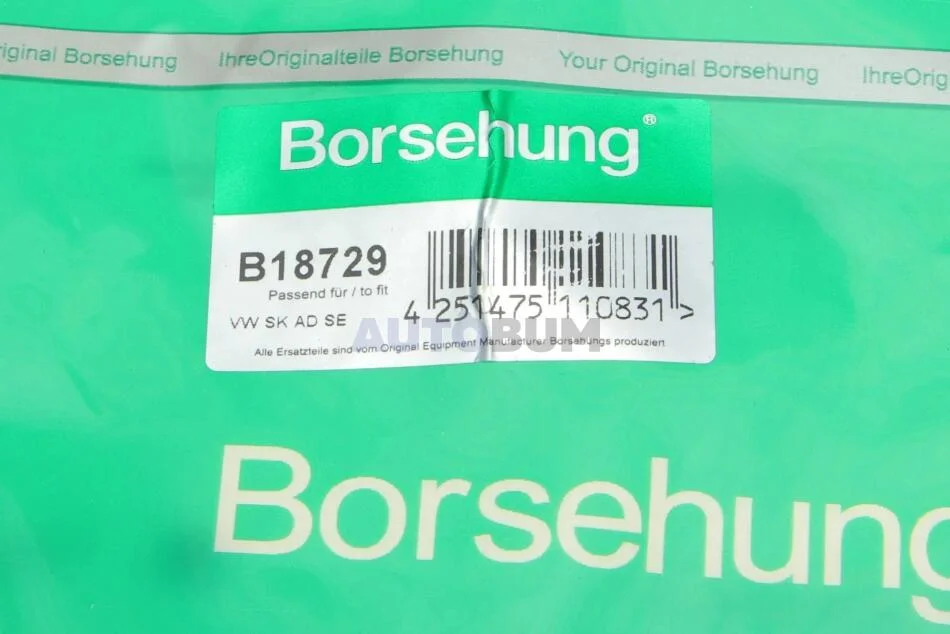 riginal Borsehung IhreOriginalteile Borsehung Your Original Borsehung IhreOrig
Borsehung®
B18729
Passend für / to fit
VW SK AD SE
4 251475 110831 >
AUTOBUM
Alle Ersatzteile sind vom Original Equipment Manufacturer Borsehungs produziert
Borsehung